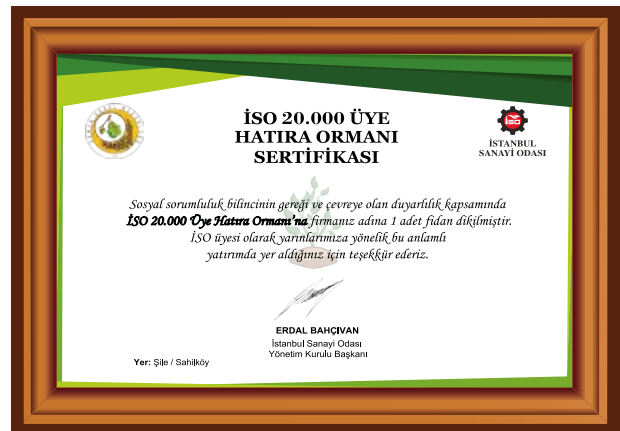 İSO 20.000 ÜYE
HATIRA ORMANI
SERTİFİKASI
iso
İSTANBUL
SANAYİ ODASI
Sosyal sorumluluk bilincinin gereği ve çevreye olan duyarlılık kapsamında
İSO 20.000 Üye Hatıra Ormanı'na firmanız adına 1 adet fidan dikilmiştir.
İSO üyesi olarak yarınlarımıza yönelik bu anlamlı
yatırımda yer aldığınız için teşekkür ederiz.
ERDAL BAHÇIVAN
İstanbul Sanayi Odası
Yönetim Kurulu Başkanı
Yer: Şile / Sahilköy